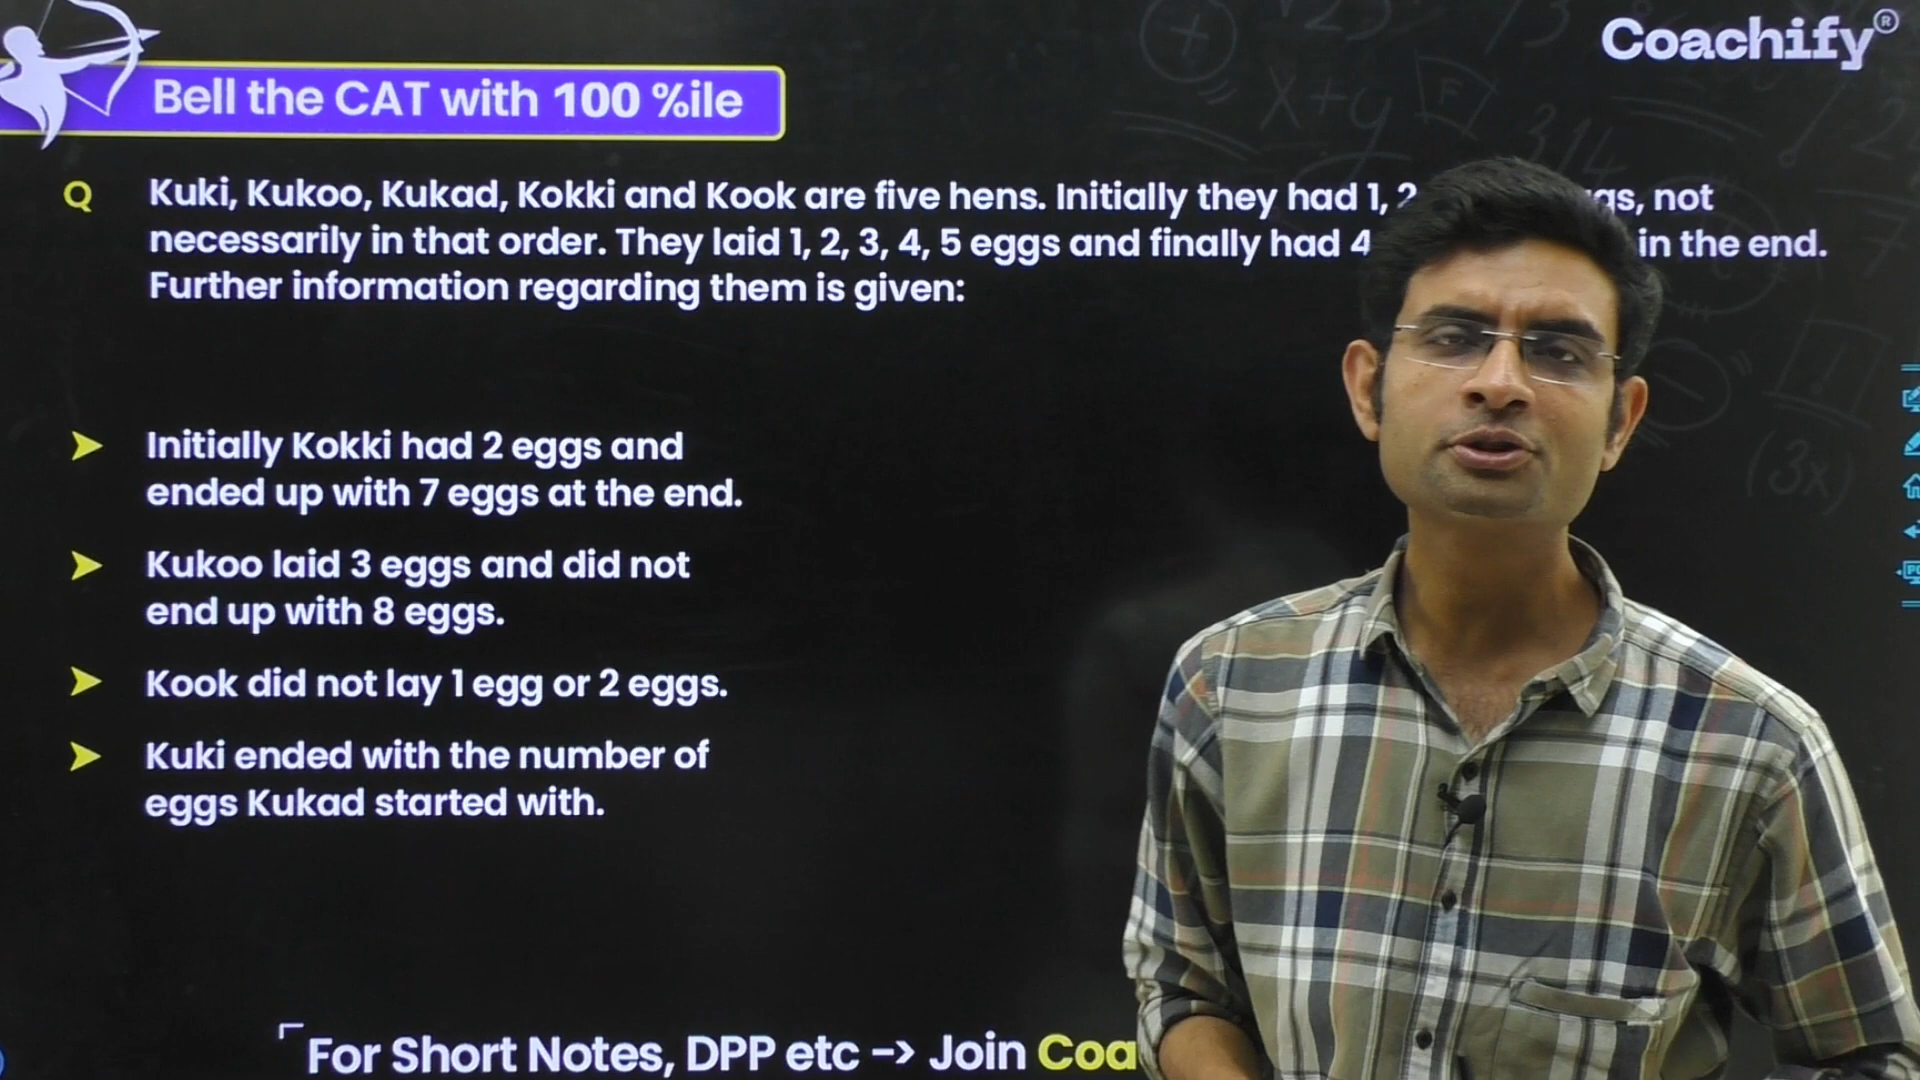 Coachify®
Bell the CAT with 100 %ile
Q Kuki, Kukoo, Kukad, Kokki and Kook are five hens. Initially they had 1, 2 not
necessarily in that order. They laid 1, 2, 3, 4, 5 eggs and finally had 4 in the end.
Further information regarding them is given:
➤ Initially Kokki had 2 eggs and
ended up with 7 eggs at the end.
➤ Kukoo laid 3 eggs and did not
end up with 8 eggs.
➤ Kook did not lay 1 egg or 2 eggs.
➤ Kuki ended with the number of
eggs Kukad started with.
For Short Notes, DPP etc -> Join
x+y
F
314
(3x)